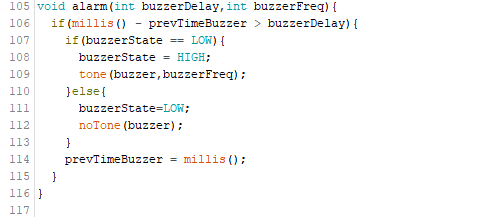 105 void alarm(int buzzerDelay,int buzzerFreq){
106   if(millis() - prevTimeBuzzer > buzzerDelay){
107     if(buzzerState == LOW){
108       buzzerState = HIGH;
109       tone(buzzer,buzzerFreq);
110     }else{
111       buzzerState=LOW;
112       noTone(buzzer);
113     }
114     prevTimeBuzzer = millis();
115   }
116 }
117